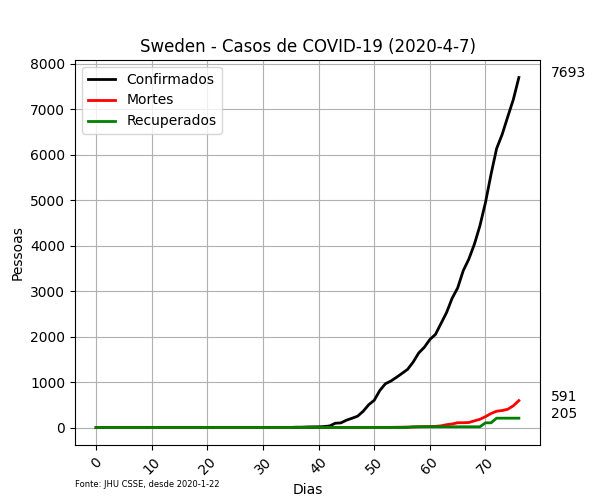 Sweden - Casos de COVID-19 (2020-4-7)
Confirmados
Mortes
Recuperados
Pessoas
8000
7000
6000
5000
4000
3000
2000
1000
0
7693
591
205
0 10 20 30 40 50 60 70
Dias
Fonte: JHU CSSE, desde 2020-1-22